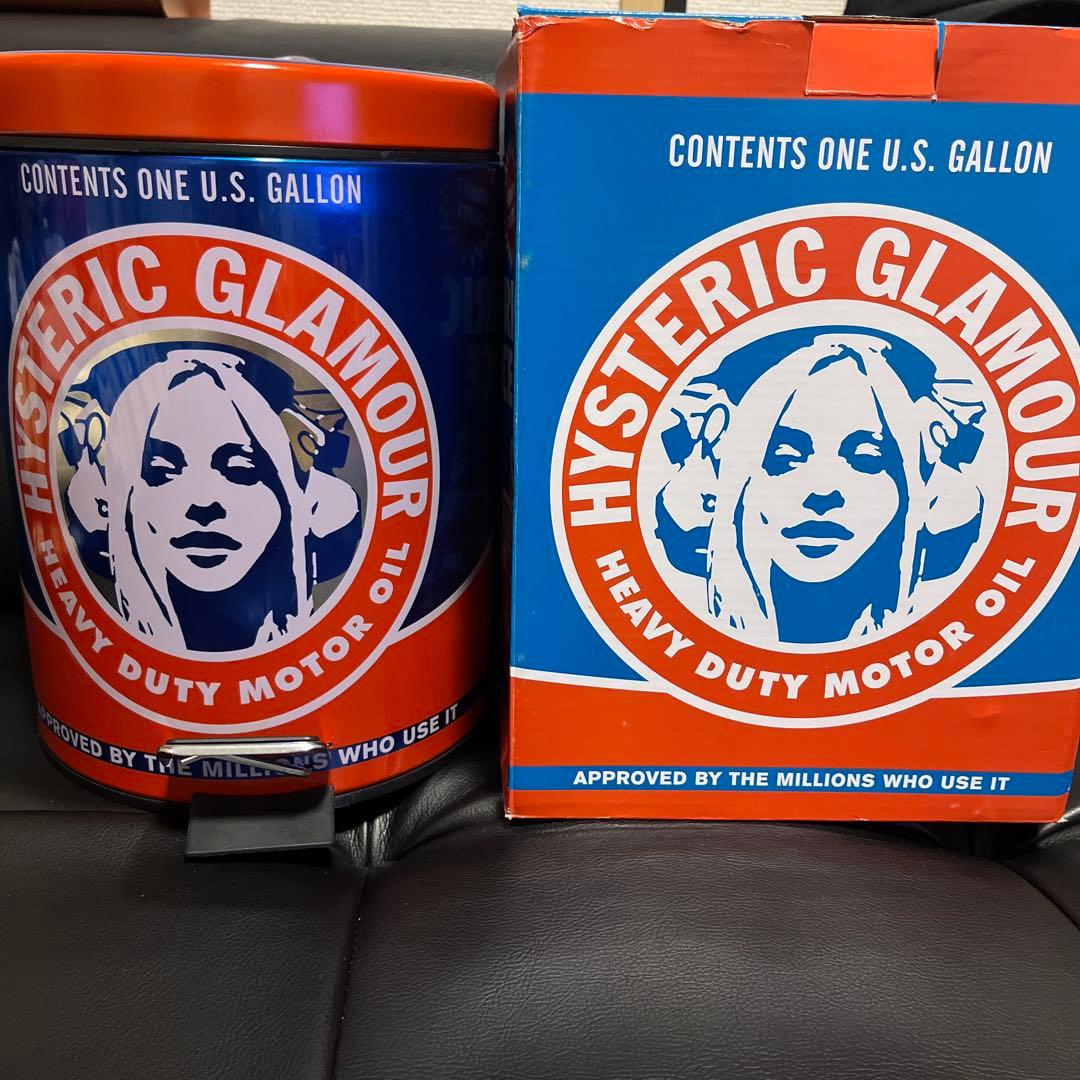 CONTENTS ONE U.S. GALLON
HYSTERIC GLAMOUR
HEAVY DUTY MOTOR OIL
APPROVED BY THE MILLIONS WHO USE IT
CONTENTS ONE U.S. GALLON
HYSTERIC GLAMOUR
HEAVY DUTY MOTOR OIL
APPROVED BY THE MILLIONS WHO USE IT